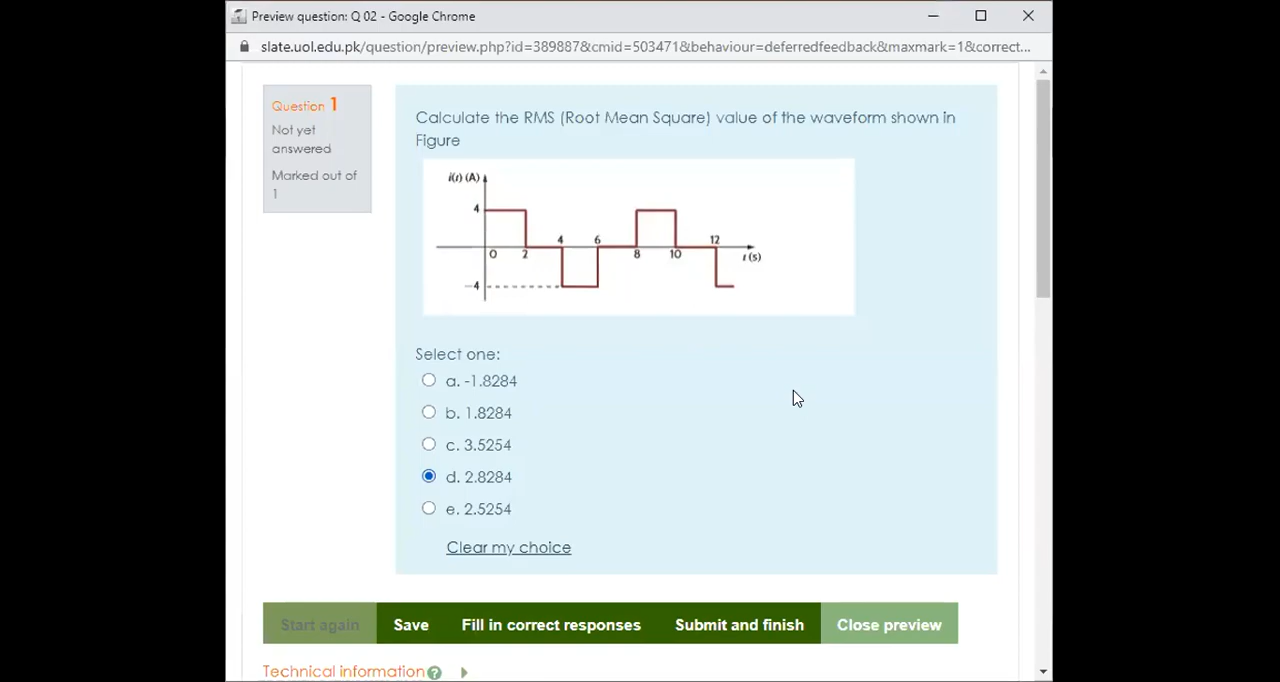 Preview question: Q 02 - Google Chrome
slate.uol.edu.pk/question/preview.php?id=389887&cmid=503471&behaviour=deferredfeedback&maxmark=1&correct...
Question 1
Not yet
answered
Marked out of
1
Calculate the RMS (Root Mean Square) value of the waveform shown in
Figure
i(t) (A)
4
4 6 12
0 2 8 10 t (s)
-4
Select one:
a. -1.8284
b. 1.8284
c. 3.5254
d. 2.8284
e. 2.5254
Clear my choice
Start again Save Fill in correct responses Submit and finish Close preview
Technical information ?